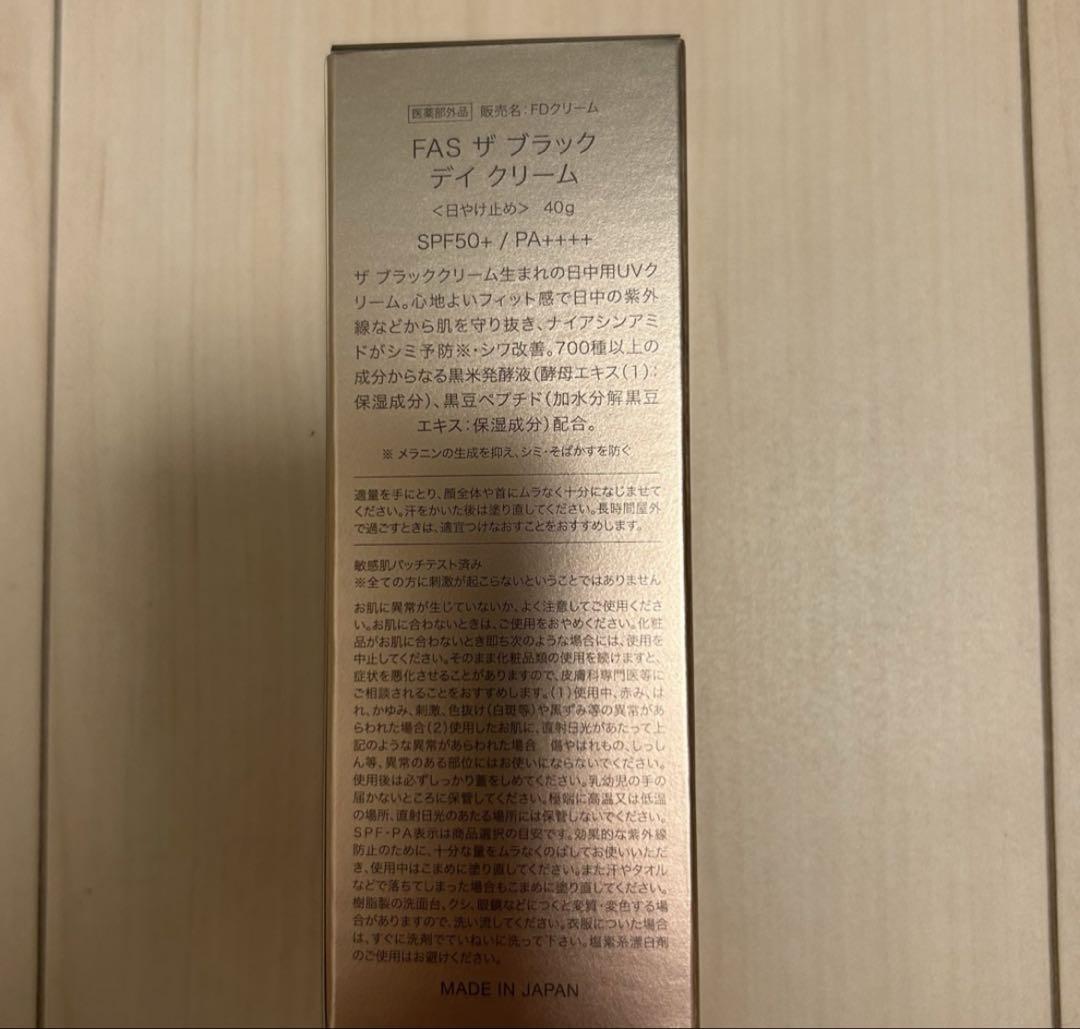 医薬部外品 販売名:FDクリーム
FAS ザ ブラック
デイ クリーム
<日やけ止め> 40g
SPF50+ / PA++++
ザ ブラッククリーム生まれの日中用UVク
リーム。心地よいフィット感で日中の紫外
線などから肌を守り抜き、ナイアシンアミ
ドがシミ予防※・シワ改善。700種以上の
成分からなる黒米発酵液(酵母エキス(1):
保湿成分)、黒豆ペプチド(加水分解黒豆
エキス:保湿成分)配合。
※ メラニンの生成を抑え、シミ・そばかすを防ぐ
適量を手にとり、顔全体や首にムラなく十分になじませて
ください。汗をかいた後は塗り直してください。長時間屋外
で過ごすときは、適宜つけなおすことをおすすめします。
敏感肌パッチテスト済み
※全ての方に刺激が起こらないということではありません
お肌に異常が生じていないか、よく注意してご使用くださ
い。お肌に合わないときは、ご使用をおやめください。化粧
品がお肌に合わないとき即ち次のような場合には、使用を
中止してください。そのまま化粧品類の使用を続けますと、
症状を悪化させることがありますので、皮膚科専門医等に
ご相談されることをおすすめします。(1)使用中、赤み、は
れ、かゆみ、刺激、色抜け(白斑等)や黒ずみ等の異常があ
らわれた場合(2)使用したお肌に、直射日光があたって上
記のような異常があらわれた場合 傷やはれもの、しっし
ん等、異常のある部位にはお使いにならないでください。
使用後は必ずしっかり蓋をしめてください。乳幼児の手の
届かないところに保管してください。極端に高温又は低温
の場所、直射日光のあたる場所には保管しないでください。
SPF・PA表示は商品選択の目安です。効果的な紫外線
防止のために、十分な量をムラなくのばしてお使いいただ
き、使用中はこまめに塗り直してください。また汗やタオル
などで落ちてしまった場合もこまめに塗り直してください。
樹脂製の洗面台、クシ、眼鏡などにつくと変質・変色する場
合がありますので、洗い流してください。衣服についた場合
は、すぐに洗剤でていねいに洗って下さい。塩素系漂白剤
のご使用はお避けください。
MADE IN JAPAN